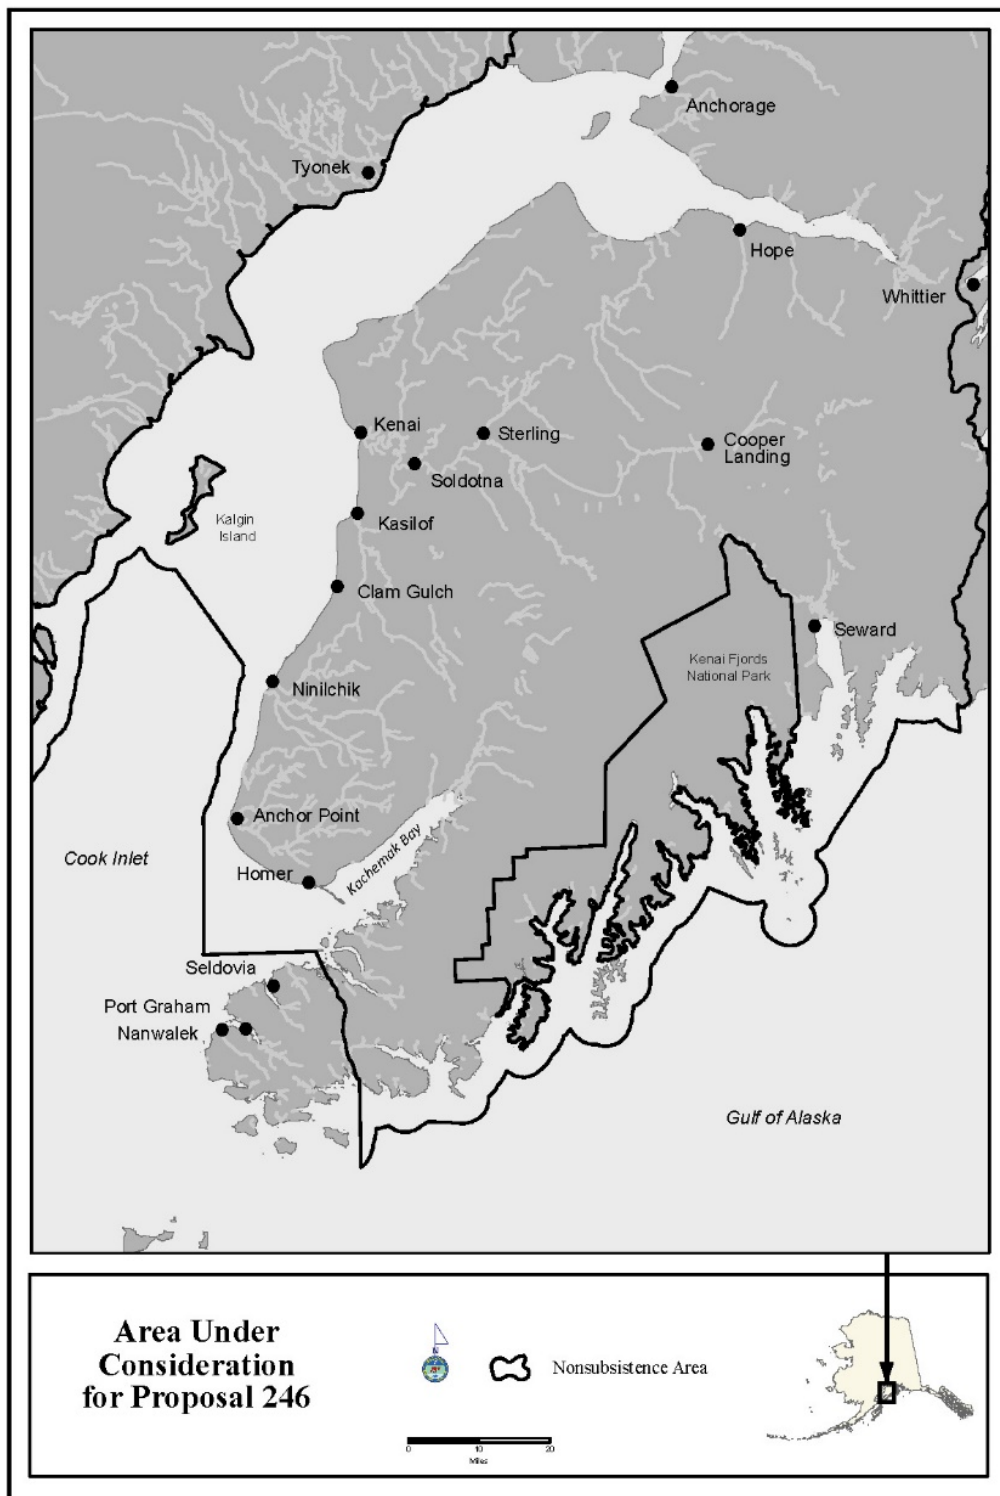 Anchorage
Tyonek
Hope
Whittier
Kenai
Sterling
Cooper
Landing
Soldotna
Kalgin
Island
Kasilof
Clam Gulch
Seward
Kenai Fjords
National Park
Ninilchik
Anchor Point
Cook Inlet
Kachemak Bay
Homer
Seldovia
Port Graham
Nanwalek
Gulf of Alaska
Area Under
Consideration
for Proposal 246
N
Nonsubsistence Area
0 10 20
Miles